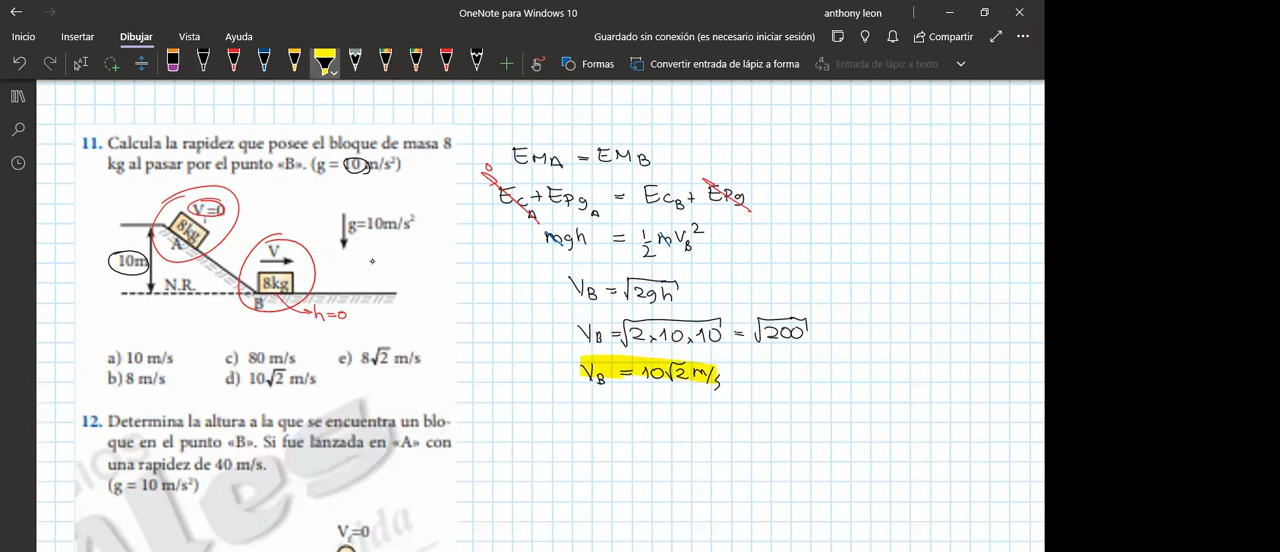 OneNote para Windows 10
anthony leon
Inicio
Insertar
Dibujar
Vista
Ayuda
Guardado sin conexión (es necesario iniciar sesión)
Compartir
Formas
Convertir entrada de lápiz a forma
Entrada de lápiz a texto
11. Calcula la rapidez que posee el bloque de masa 8
kg al pasar por el punto «B». (g = 10 m/s²)
V=0
8kg
A
g=10m/s²
10m
V
N.R.
8kg
B
h=0
a) 10 m/s c) 80 m/s e) 8√2 m/s
b) 8 m/s d) 10√2 m/s
12. Determina la altura a la que se encuentra un blo-
que en el punto «B». Si fue lanzada en «A» con
una rapidez de 40 m/s.
(g = 10 m/s²)
V=0
EMA = EMB
0
EcA + EPgA = EcB + EPg
mgh = 1/2 m VB²
VB = √2gh
VB = √2×10×10 = √200
VB = 10√2 m/s